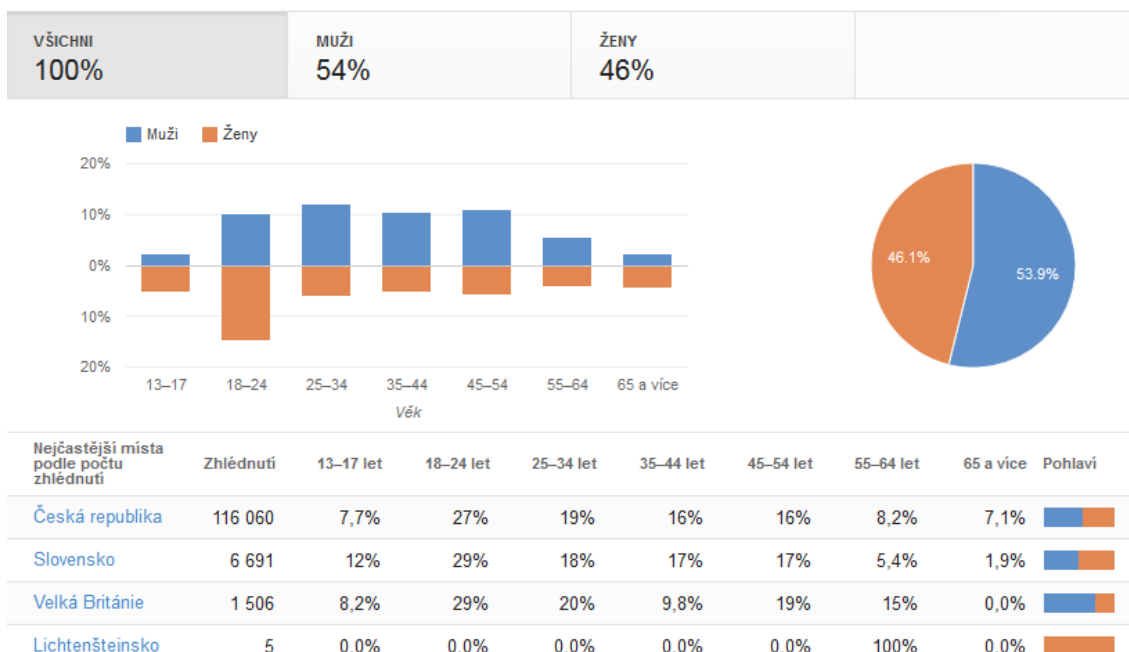 VŠICHNI
100%
MUŽI
54%
ŽENY
46%
Muži Ženy
20%
10%
0%
10%
20%
13–17 18–24 25–34 35–44 45–54 55–64 65 a více
Věk
46.1%
53.9%
Nejčastější místa
podle počtu
zhlédnutí
Zhlédnutí 13–17 let 18–24 let 25–34 let 35–44 let 45–54 let 55–64 let 65 a více Pohlaví
Česká republika 116 060 7,7% 27% 19% 16% 16% 8,2% 7,1%
Slovensko 6 691 12% 29% 18% 17% 17% 5,4% 1,9%
Velká Británie 1 506 8,2% 29% 20% 9,8% 19% 15% 0,0%
Lichtenštejnsko 5 0,0% 0,0% 0,0% 0,0% 0,0% 100% 0,0%